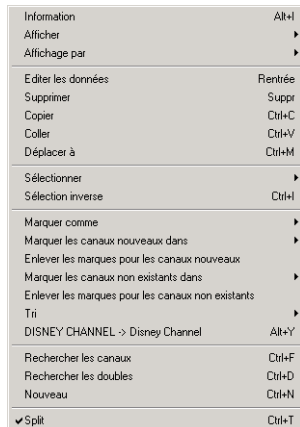 Information Alt+I
Afficher
Affichage par
Editer les données Rentrée
Supprimer Suppr
Copier Ctrl+C
Coller Ctrl+V
Déplacer à Ctrl+M
Sélectionner
Sélection inverse Ctrl+I
Marquer comme
Marquer les canaux nouveaux dans
Enlever les marques pour les canaux nouveaux
Marquer les canaux non existants dans
Enlever les marques pour les canaux non existants
Tri
DISNEY CHANNEL -> Disney Channel Alt+Y
Rechercher les canaux Ctrl+F
Rechercher les doubles Ctrl+D
Nouveau Ctrl+N
Split Ctrl+T